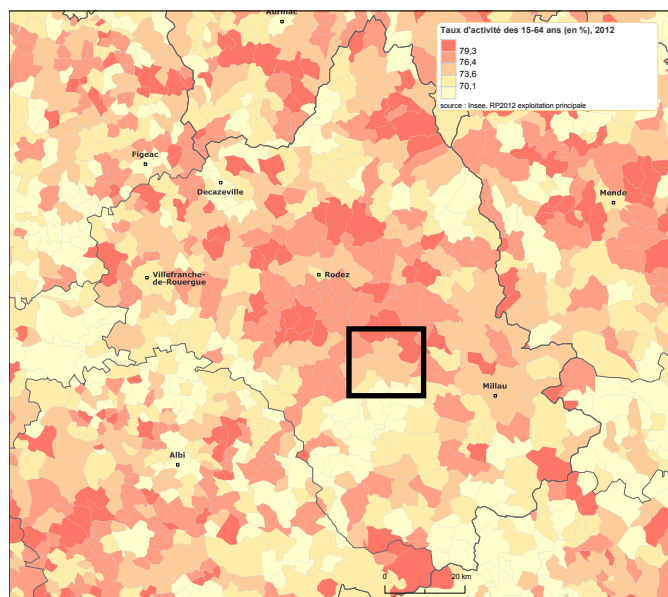 Aurillac
Taux d'activité des 15-64 ans (en %), 2012
79,3
76,4
73,6
70,1
source : Insee, RP2012 exploitation principale
Figeac
Decazeville
Mende
Rodez
Villefranche-
de-Rouergue
Millau
Albi
0 20 km